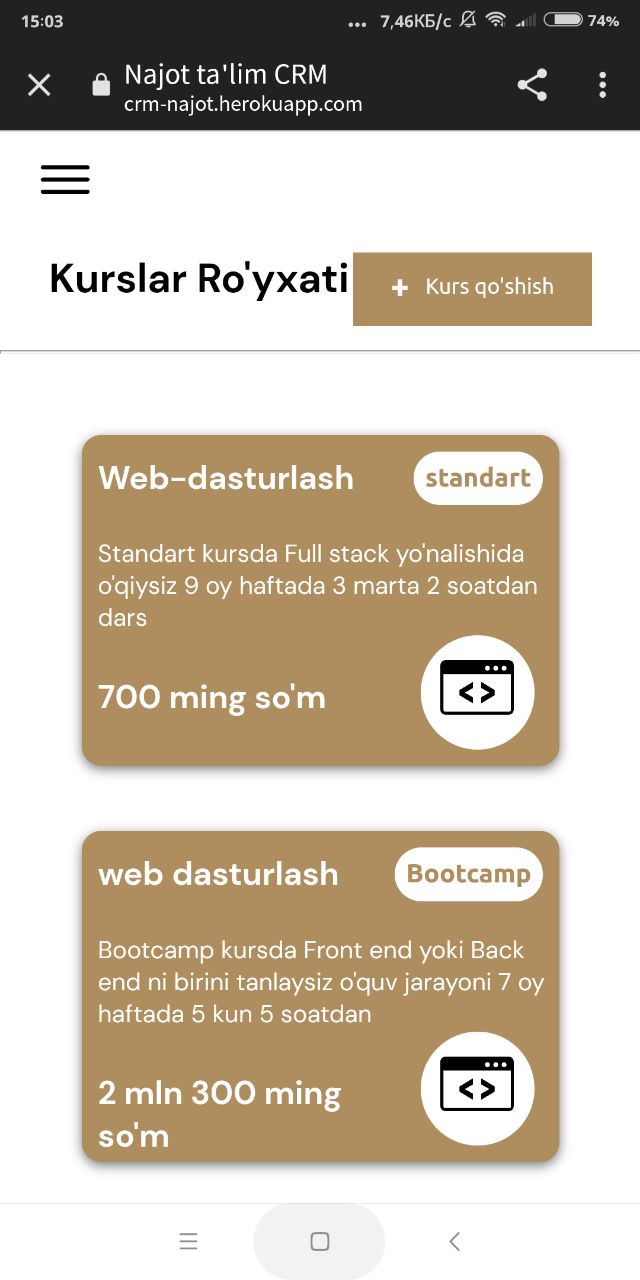 15:03 ... 7,46КБ/с 74%
Najot ta'lim CRM
crm-najot.herokuapp.com
Kurslar Ro'yxati
+ Kurs qo'shish
Web-dasturlash
standart
Standart kursda Full stack yo'nalishida
o'qiysiz 9 oy haftada 3 marta 2 soatdan
dars
700 ming so'm
<>
web dasturlash
Bootcamp
Bootcamp kursda Front end yoki Back
end ni birini tanlaysiz o'quv jarayoni 7 oy
haftada 5 kun 5 soatdan
2 mln 300 ming
so'm
<>